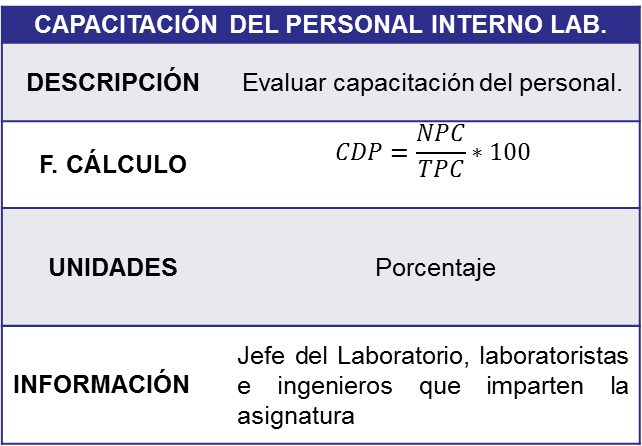 CAPACITACIÓN DEL PERSONAL INTERNO LAB.
DESCRIPCIÓN Evaluar capacitación del personal.
F. CÁLCULO CDP = NPC/TPC * 100
UNIDADES Porcentaje
INFORMACIÓN Jefe del Laboratorio, laboratoristas
e ingenieros que imparten la
asignatura